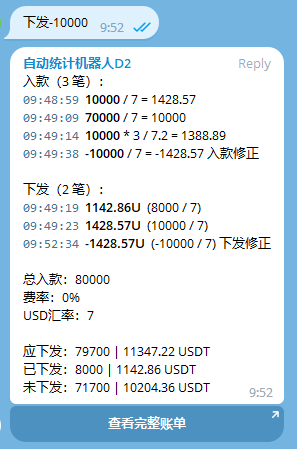 下发-10000
9:52
自动统计机器人D2
Reply
入款（3 笔）：
09:48:59 10000 / 7 = 1428.57
09:49:09 70000 / 7 = 10000
09:49:14 10000 * 3 / 7.2 = 1388.89
09:49:38 -10000 / 7 = -1428.57 入款修正
下发（2 笔）：
09:49:19 1142.86U (8000 / 7)
09:49:23 1428.57U (10000 / 7)
09:52:34 -1428.57U (-10000 / 7) 下发修正
总入款：80000
费率：0%
USD汇率：7
应下发：79700 | 11347.22 USDT
已下发：8000 | 1142.86 USDT
未下发：71700 | 10204.36 USDT
9:52
查看完整账单